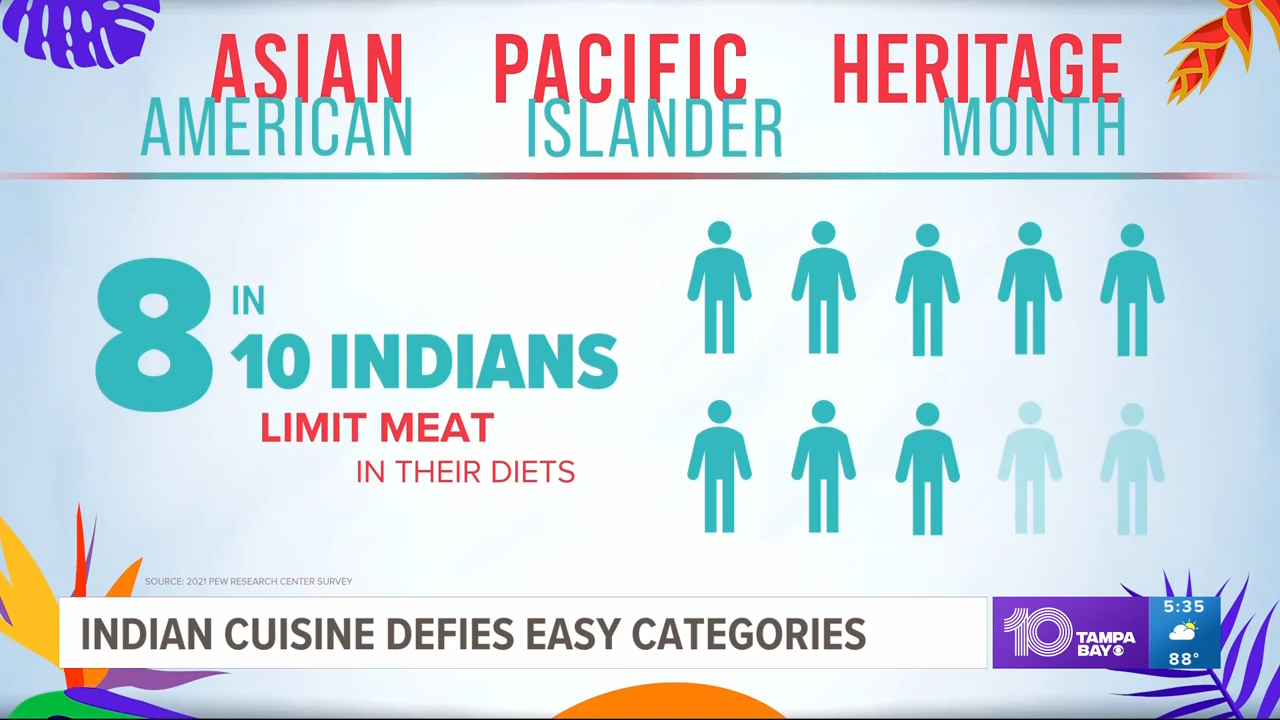 ASIAN PACIFIC HERITAGE
AMERICAN ISLANDER MONTH
8 IN
10 INDIANS
LIMIT MEAT
IN THEIR DIETS
SOURCE: 2021 PEW RESEARCH CENTER SURVEY
INDIAN CUISINE DEFIES EASY CATEGORIES
10 TAMPA
BAY
5:35
88°